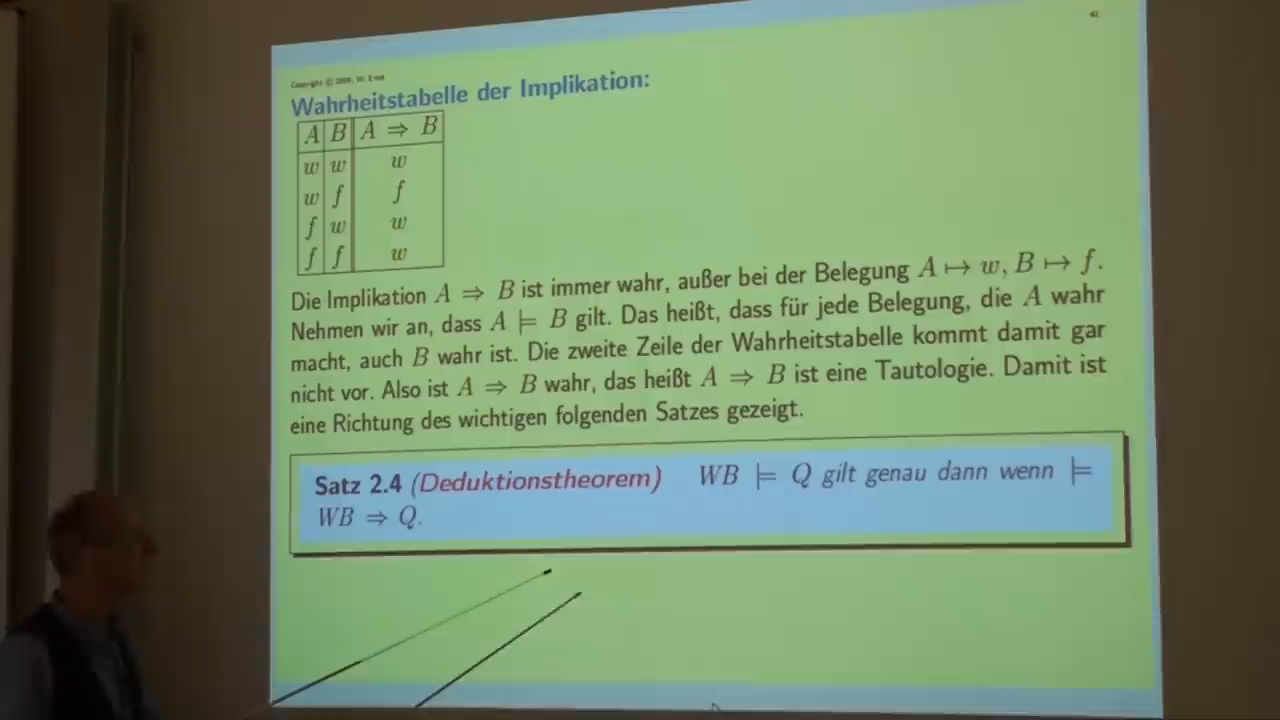 Copyright © 2009, W. Ertel
Wahrheitstabelle der Implikation:
A B A ⇒ B
w w w
w f f
f w w
f f w
Die Implikation A ⇒ B ist immer wahr, außer bei der Belegung A ↦ w, B ↦ f.
Nehmen wir an, dass A ⊨ B gilt. Das heißt, dass für jede Belegung, die A wahr
macht, auch B wahr ist. Die zweite Zeile der Wahrheitstabelle kommt damit gar
nicht vor. Also ist A ⇒ B wahr, das heißt A ⇒ B ist eine Tautologie. Damit ist
eine Richtung des wichtigen folgenden Satzes gezeigt.
Satz 2.4 (Deduktionstheorem) WB ⊨ Q gilt genau dann wenn ⊨
WB ⇒ Q.